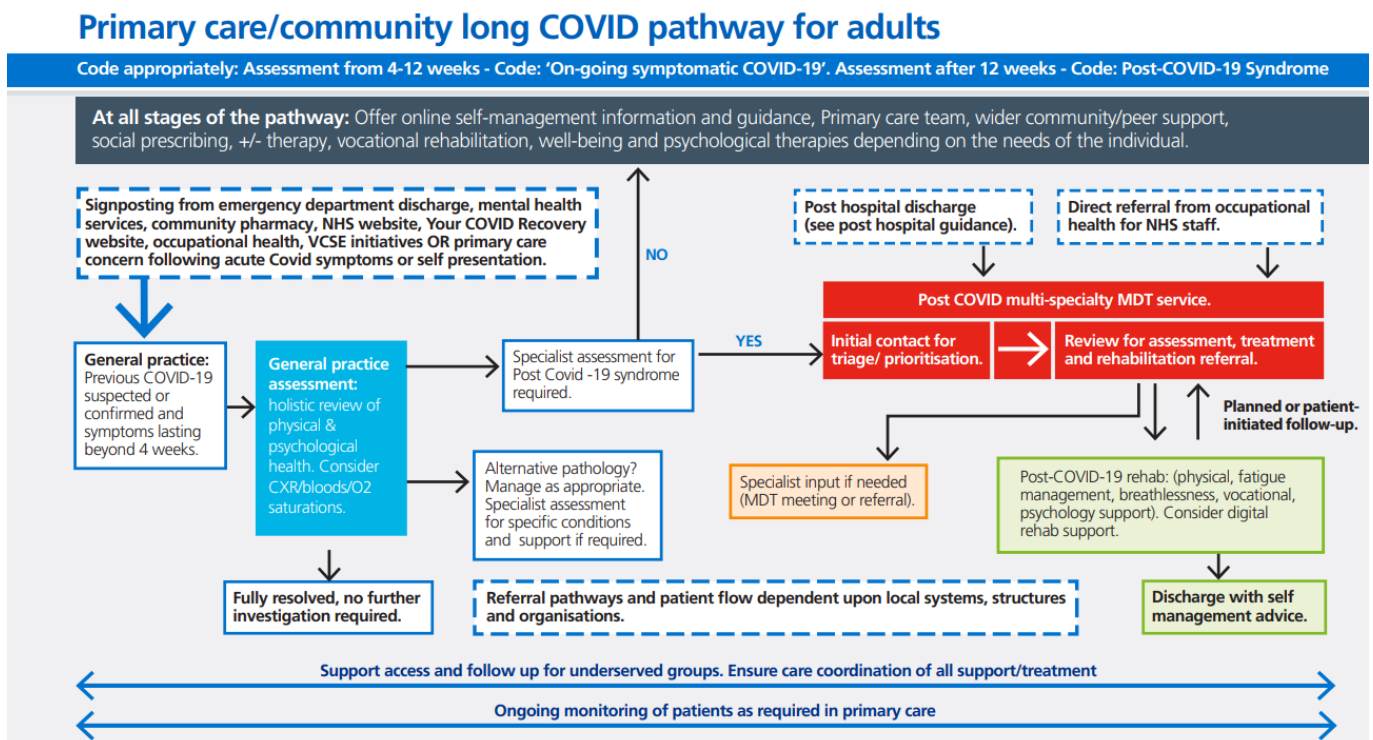 Primary care/community long COVID pathway for adults
Code appropriately: Assessment from 4-12 weeks - Code: ‘On-going symptomatic COVID-19’. Assessment after 12 weeks - Code: Post-COVID-19 Syndrome
At all stages of the pathway: Offer online self-management information and guidance, Primary care team, wider community/peer support,
social prescribing, +/- therapy, vocational rehabilitation, well-being and psychological therapies depending on the needs of the individual.
Signposting from emergency department discharge, mental health
services, community pharmacy, NHS website, Your COVID Recovery
website, occupational health, VCSE initiatives OR primary care
concern following acute Covid symptoms or self presentation.
NO
Post hospital discharge
(see post hospital guidance).
Direct referral from occupational
health for NHS staff.
General practice:
Previous COVID-19
suspected or
confirmed and
symptoms lasting
beyond 4 weeks.
General practice
assessment:
holistic review of
physical &
psychological
health. Consider
CXR/bloods/O2
saturations.
Specialist assessment for
Post Covid -19 syndrome
required.
YES
Post COVID multi-specialty MDT service.
Initial contact for
triage/ prioritisation.
Review for assessment, treatment
and rehabilitation referral.
Planned or patient-
initiated follow-up.
Alternative pathology?
Manage as appropriate.
Specialist assessment
for specific conditions
and support if required.
Specialist input if needed
(MDT meeting or referral).
Post-COVID-19 rehab: (physical, fatigue
management, breathlessness, vocational,
psychology support). Consider digital
rehab support.
Fully resolved, no further
investigation required.
Referral pathways and patient flow dependent upon local systems, structures
and organisations.
Discharge with self
management advice.
Support access and follow up for underserved groups. Ensure care coordination of all support/treatment
Ongoing monitoring of patients as required in primary care